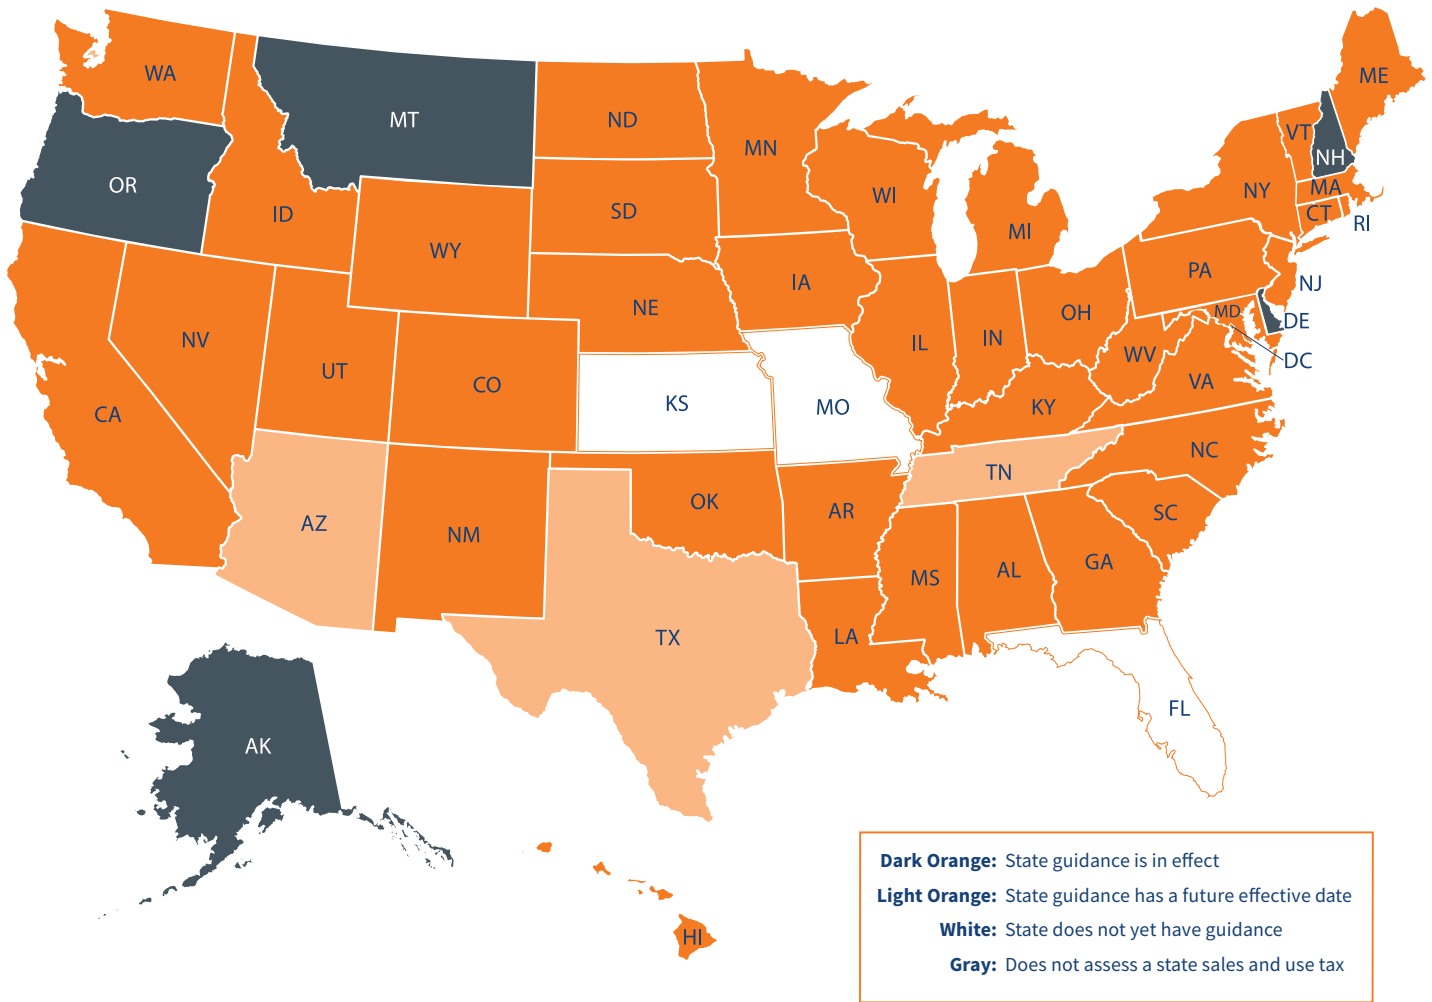 WA
MT
ND
MN
ME
VT
NH
OR
ID
SD
WI
MI
NY
MA
CT
RI
WY
IA
PA
NJ
NE
NV
UT
CO
IL
IN
OH
MD
DE
DC
WV
VA
CA
KS
MO
KY
NC
TN
AZ
NM
OK
AR
SC
MS
AL
GA
TX
LA
FL
AK
HI
Dark Orange: State guidance is in effect
Light Orange: State guidance has a future effective date
White: State does not yet have guidance
Gray: Does not assess a state sales and use tax